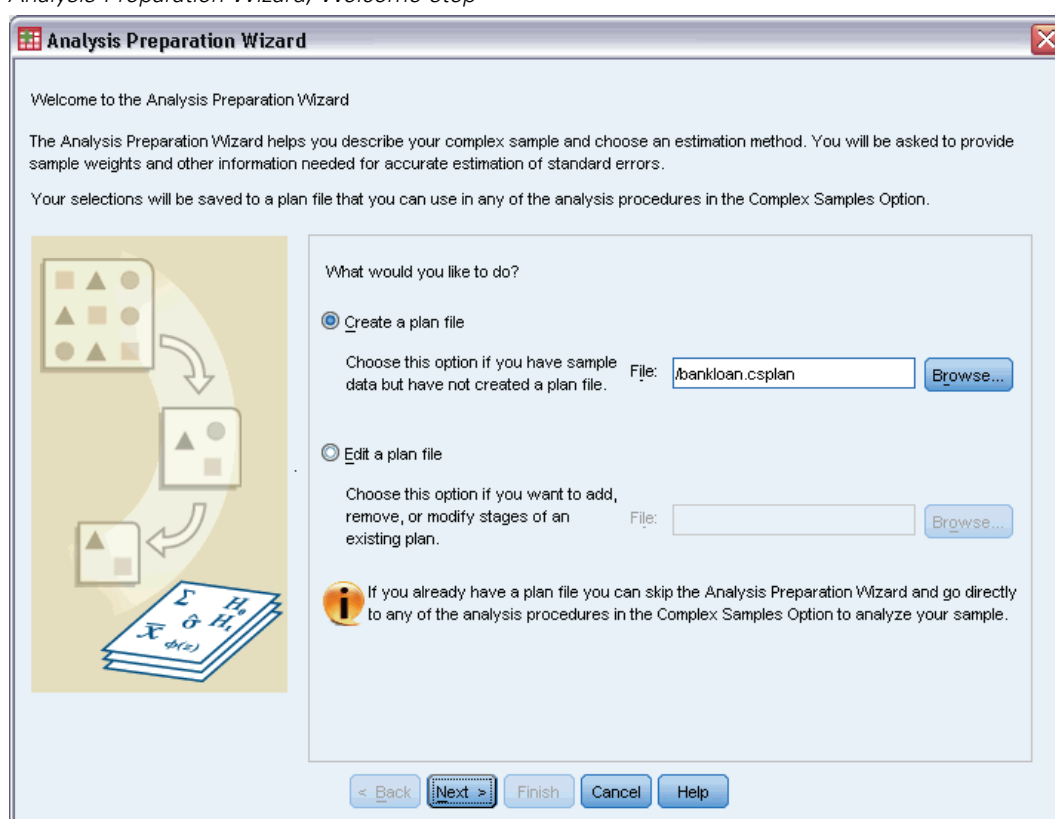 Analysis Preparation Wizard, Welcome step
Analysis Preparation Wizard
Welcome to the Analysis Preparation Wizard
The Analysis Preparation Wizard helps you describe your complex sample and choose an estimation method. You will be asked to provide
sample weights and other information needed for accurate estimation of standard errors.
Your selections will be saved to a plan file that you can use in any of the analysis procedures in the Complex Samples Option.
What would you like to do?
Create a plan file
Choose this option if you have sample
data but have not created a plan file.
File: /bankloan.csplan Browse...
Edit a plan file
Choose this option if you want to add,
remove, or modify stages of an
existing plan.
File: Browse...
If you already have a plan file you can skip the Analysis Preparation Wizard and go directly
to any of the analysis procedures in the Complex Samples Option to analyze your sample.
Σ H₀
x̄ σ̂ H₁
φ(z)
< Back Next > Finish Cancel Help